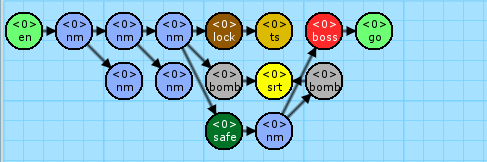 <0> <0> <0> <0> <0> <0> <0> <0>
en nm nm nm lock ts boss go
<0> <0> <0> <0> <0>
nm nm bomb srt bomb
<0> <0>
safe nm